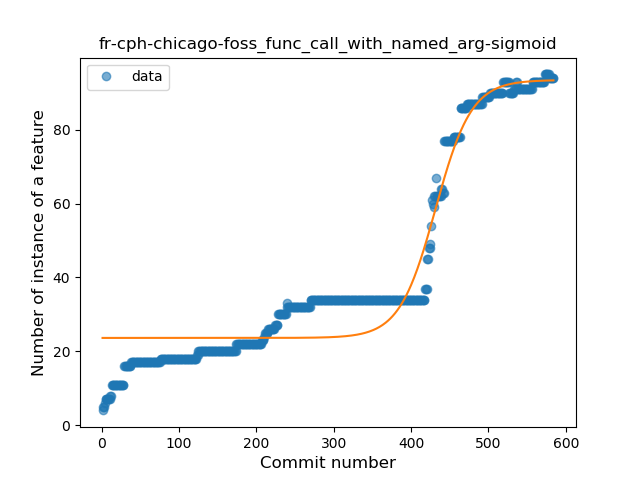 fr-cph-chicago-foss_func_call_with_named_arg-sigmoid
data
Number of instance of a feature
80
60
40
20
0
0 100 200 300 400 500 600
Commit number